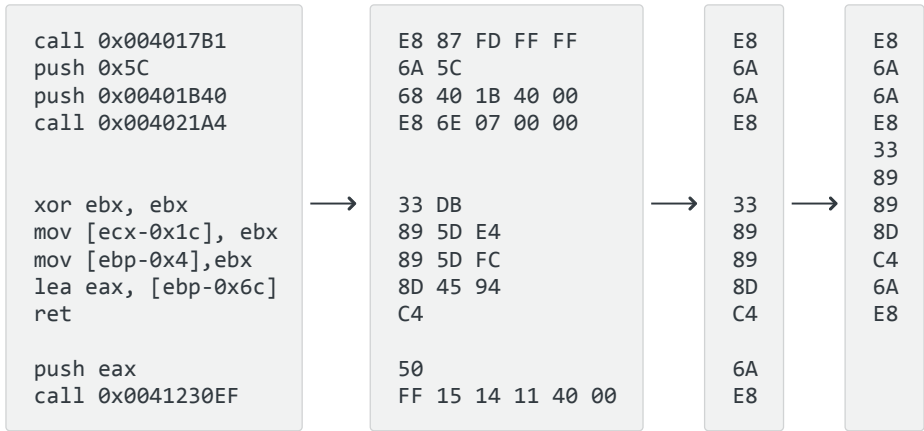 call 0x004017B1
push 0x5C
push 0x00401B40
call 0x004021A4
xor ebx, ebx
mov [ecx-0x1c], ebx
mov [ebp-0x4],ebx
lea eax, [ebp-0x6c]
ret
push eax
call 0x0041230EF
E8 87 FD FF FF
6A 5C
68 40 1B 40 00
E8 6E 07 00 00
33 DB
89 5D E4
89 5D FC
8D 45 94
C4
50
FF 15 14 11 40 00
E8
6A
6A
E8
33
89
89
8D
C4
6A
E8
E8
6A
6A
E8
33
89
89
8D
C4
6A
E8